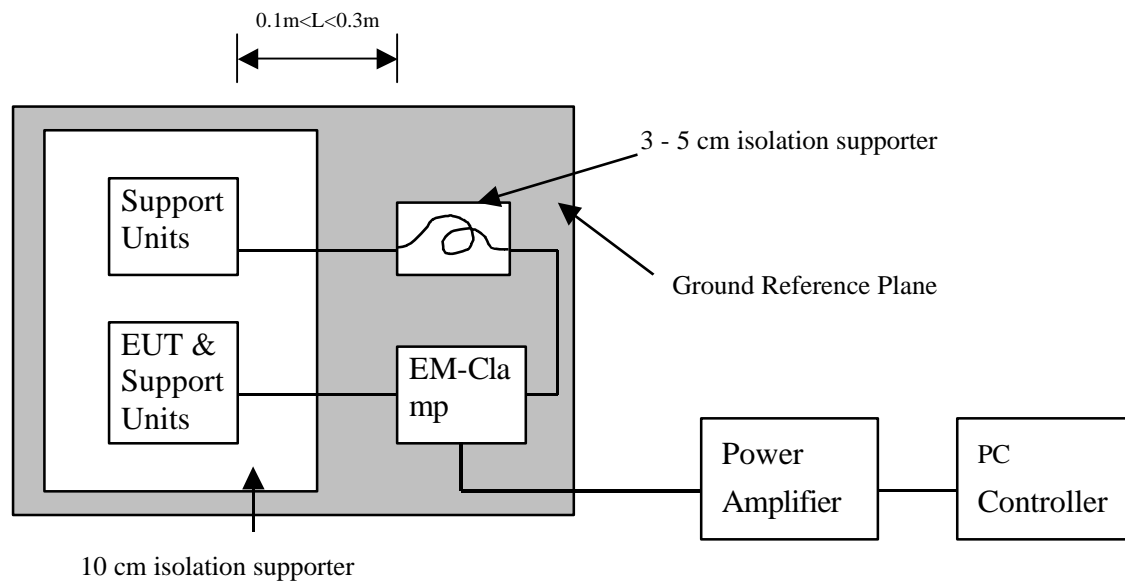 0.1m<L<0.3m
3 - 5 cm isolation supporter
Support
Units
Ground Reference Plane
EUT &
Support
Units
EM-Cla
mp
Power
Amplifier
PC
Controller
10 cm isolation supporter